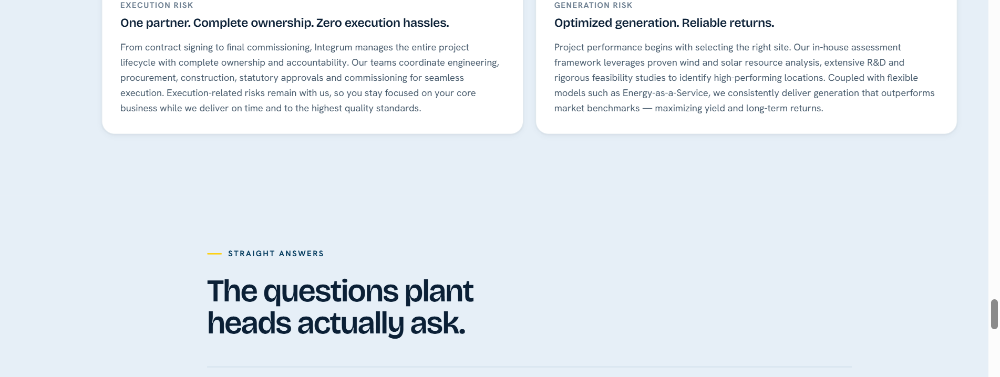 EXECUTION RISK
One partner. Complete ownership. Zero execution hassles.
From contract signing to final commissioning, Integrum manages the entire project
lifecycle with complete ownership and accountability. Our teams coordinate engineering,
procurement, construction, statutory approvals and commissioning for seamless
execution. Execution-related risks remain with us, so you stay focused on your core
business while we deliver on time and to the highest quality standards.
GENERATION RISK
Optimized generation. Reliable returns.
Project performance begins with selecting the right site. Our in-house assessment
framework leverages proven wind and solar resource analysis, extensive R&D and
rigorous feasibility studies to identify high-performing locations. Coupled with flexible
models such as Energy-as-a-Service, we consistently deliver generation that outperforms
market benchmarks — maximizing yield and long-term returns.
STRAIGHT ANSWERS
The questions plant
heads actually ask.